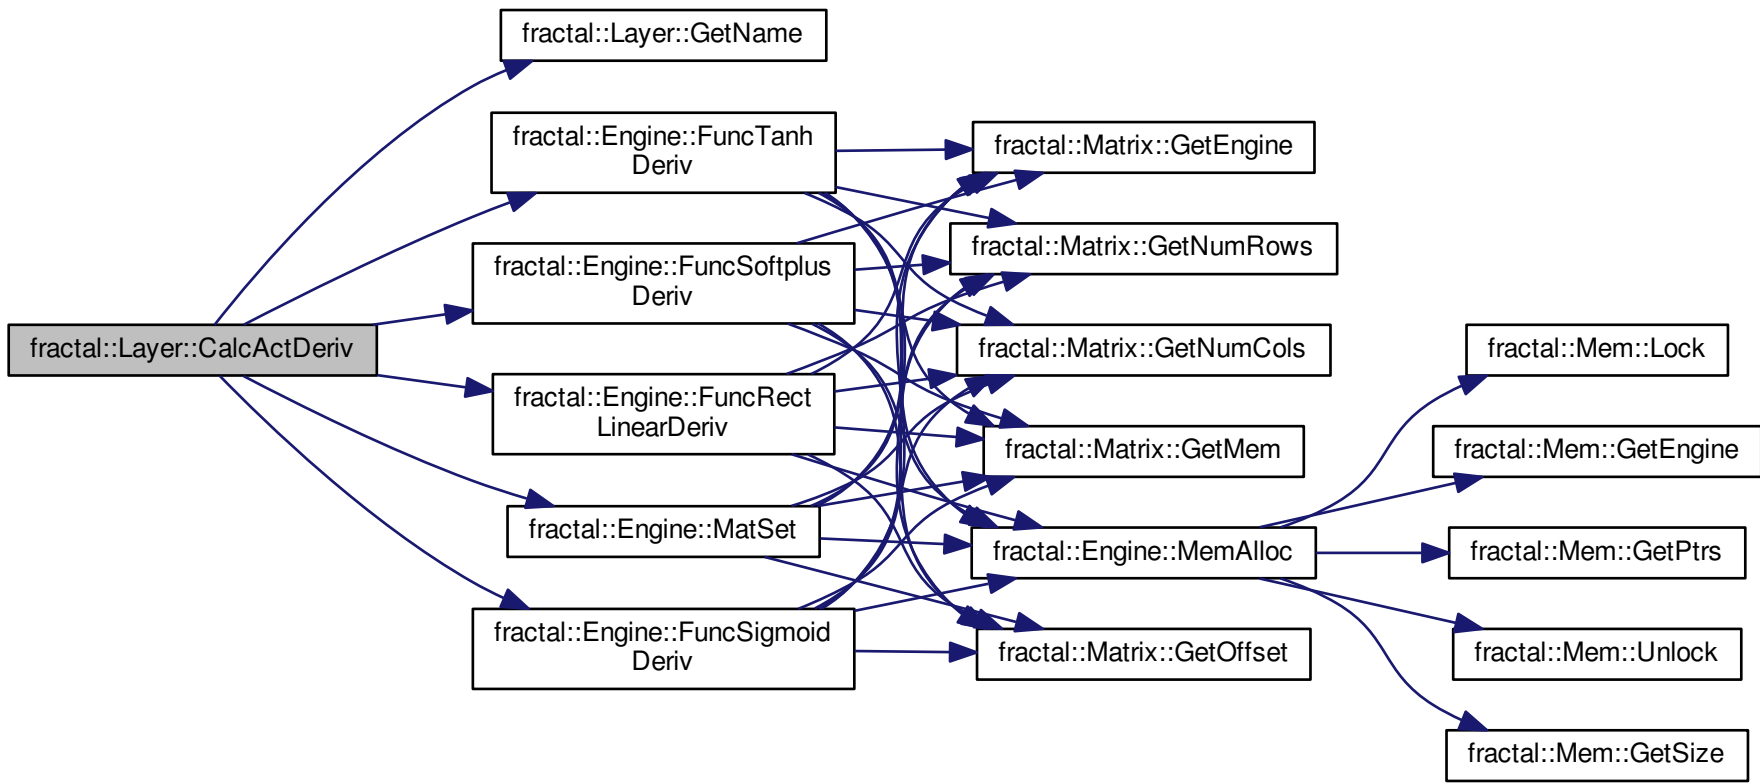 fractal::Layer::CalcActDeriv
fractal::Layer::GetName
fractal::Engine::FuncTanh
Deriv
fractal::Engine::FuncSoftplus
Deriv
fractal::Engine::FuncRect
LinearDeriv
fractal::Engine::MatSet
fractal::Engine::FuncSigmoid
Deriv
fractal::Matrix::GetEngine
fractal::Matrix::GetNumRows
fractal::Matrix::GetNumCols
fractal::Matrix::GetMem
fractal::Engine::MemAlloc
fractal::Matrix::GetOffset
fractal::Mem::Lock
fractal::Mem::GetEngine
fractal::Mem::GetPtrs
fractal::Mem::Unlock
fractal::Mem::GetSize